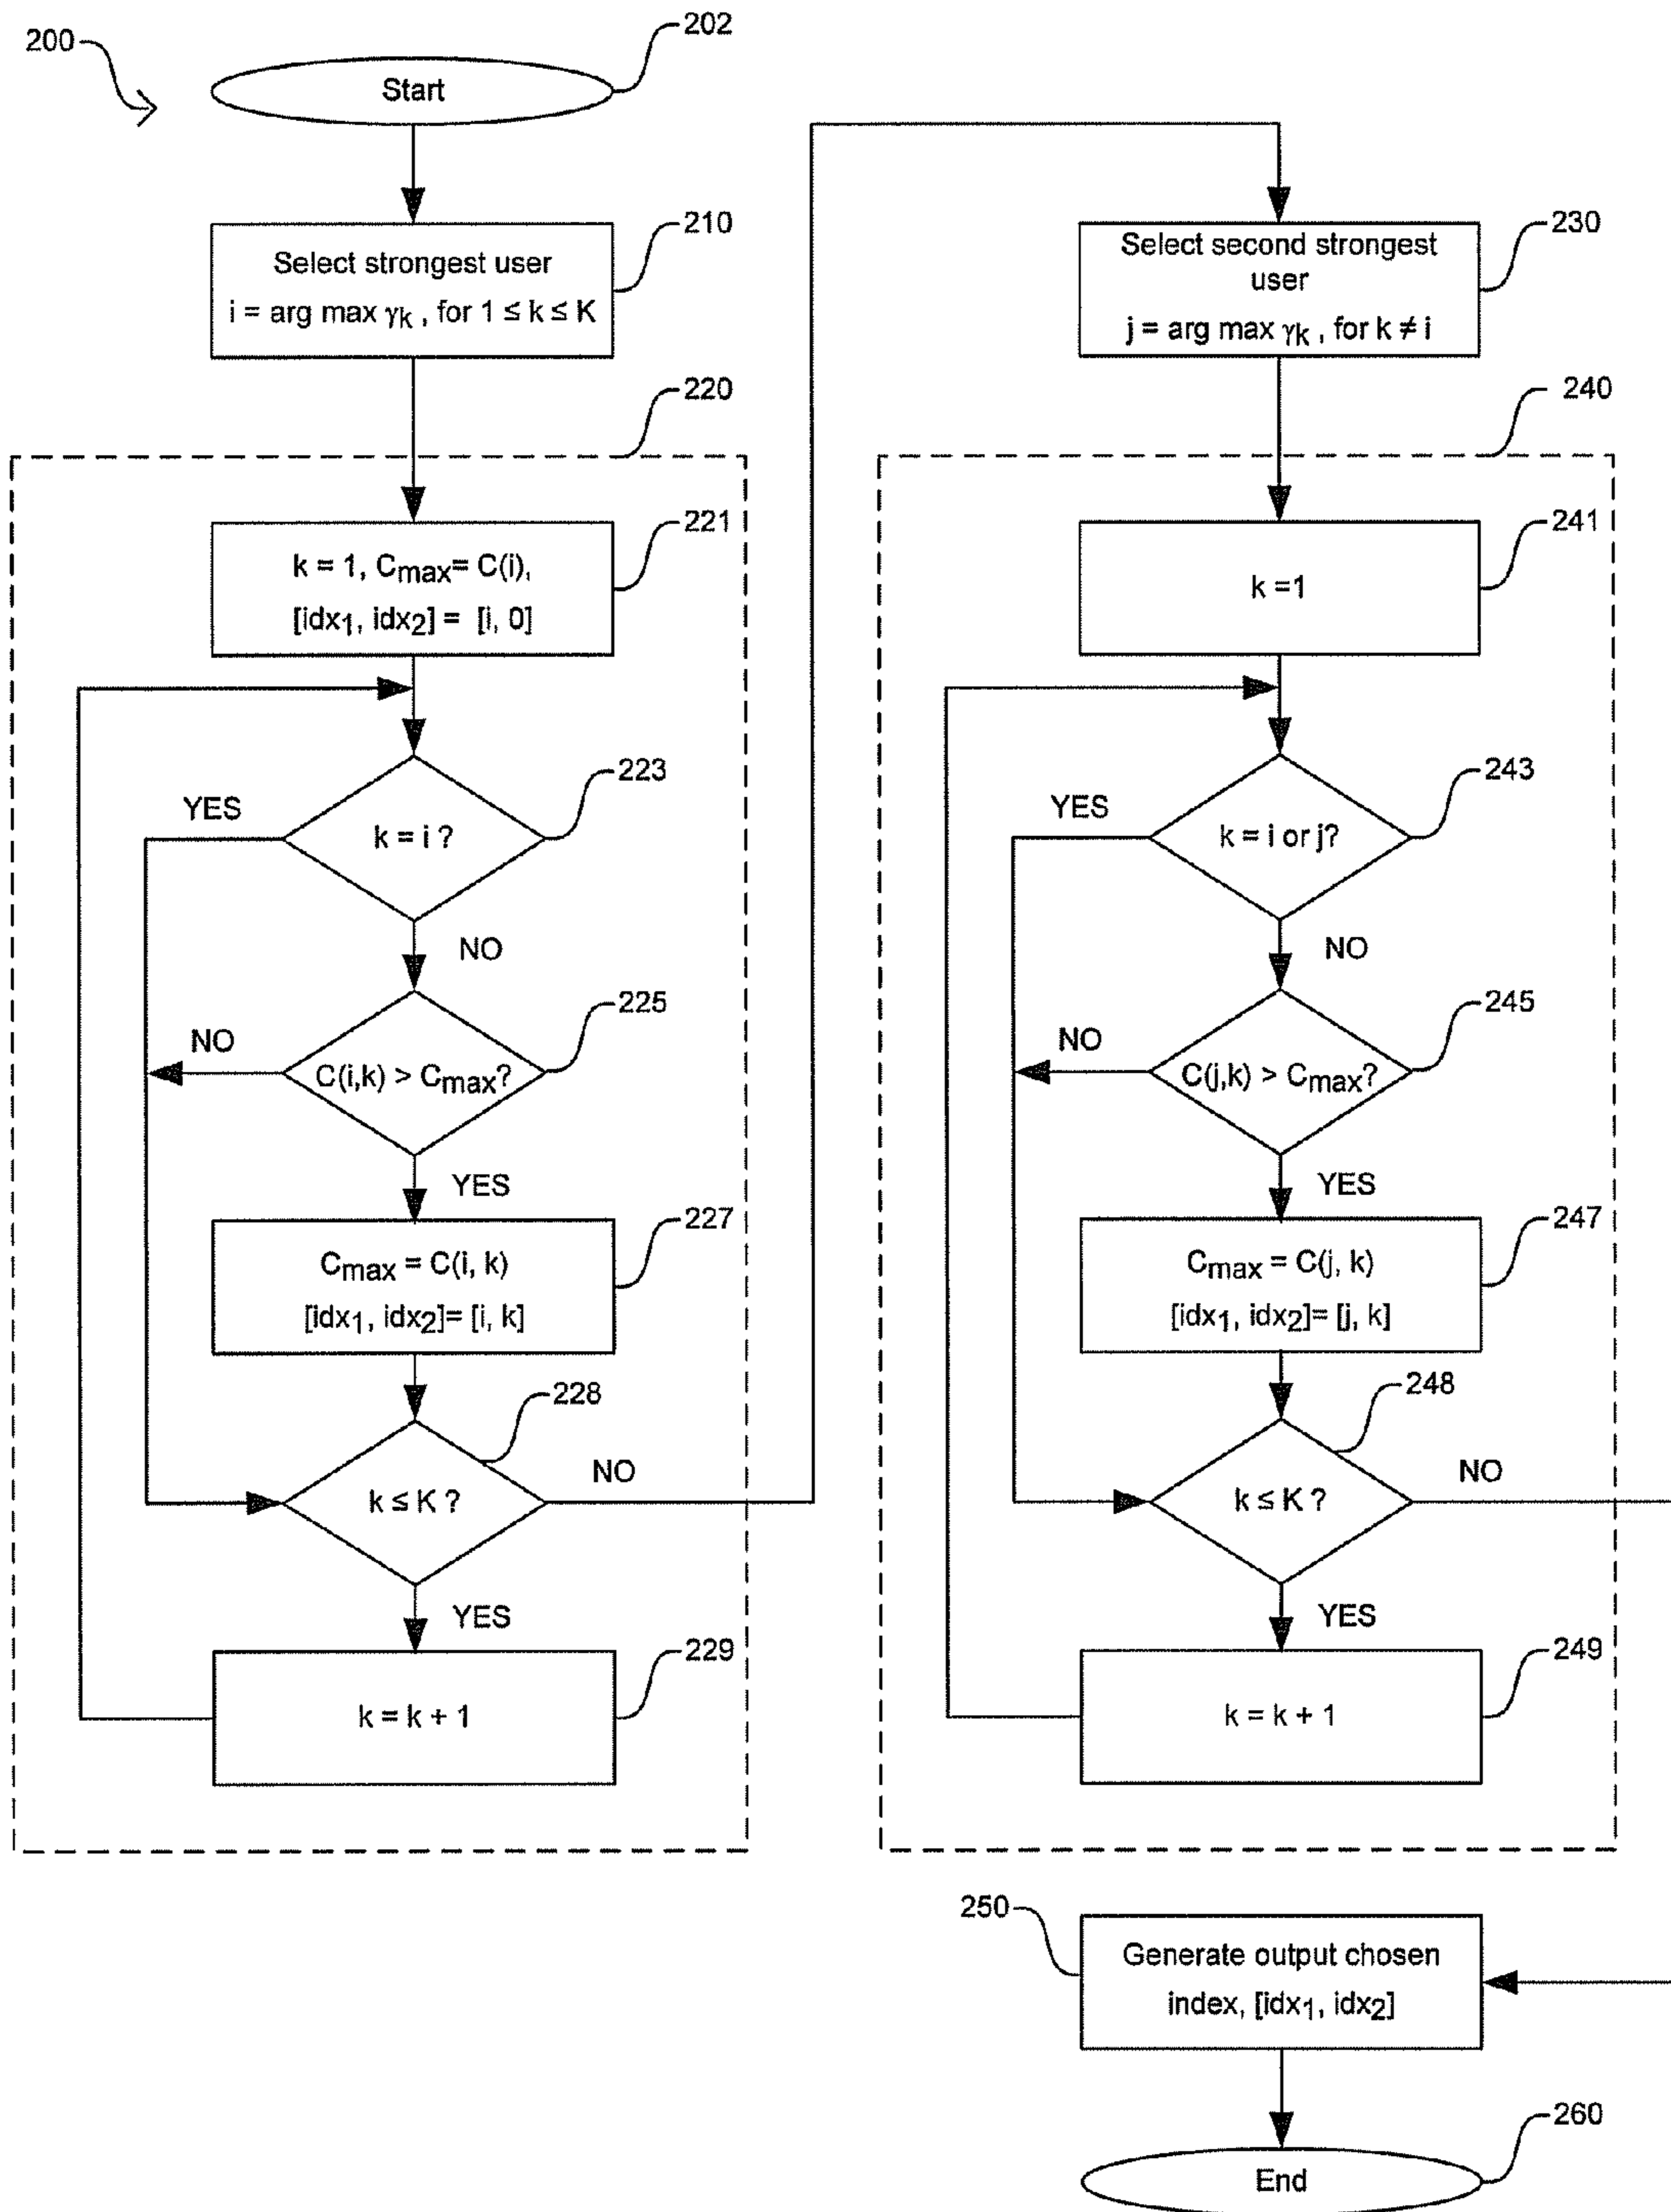 200
202
Start
210
Select strongest user
i = arg max γk , for 1 ≤ k ≤ K
220
221
k = 1, Cmax= C(i),
[idx1, idx2] = [i, 0]
223
YES
k = i ?
NO
225
NO
C(i,k) > Cmax?
YES
227
Cmax = C(i, k)
[idx1, idx2]= [i, k]
228
k ≤ K ?
NO
YES
229
k = k + 1
230
Select second strongest
user
j = arg max γk , for k ≠ i
240
241
k =1
243
YES
k = i or j?
NO
245
NO
C(j,k) > Cmax?
YES
247
Cmax = C(j, k)
[idx1, idx2]= [j, k]
248
k ≤ K ?
NO
YES
249
k = k + 1
250
Generate output chosen
index, [idx1, idx2]
260
End